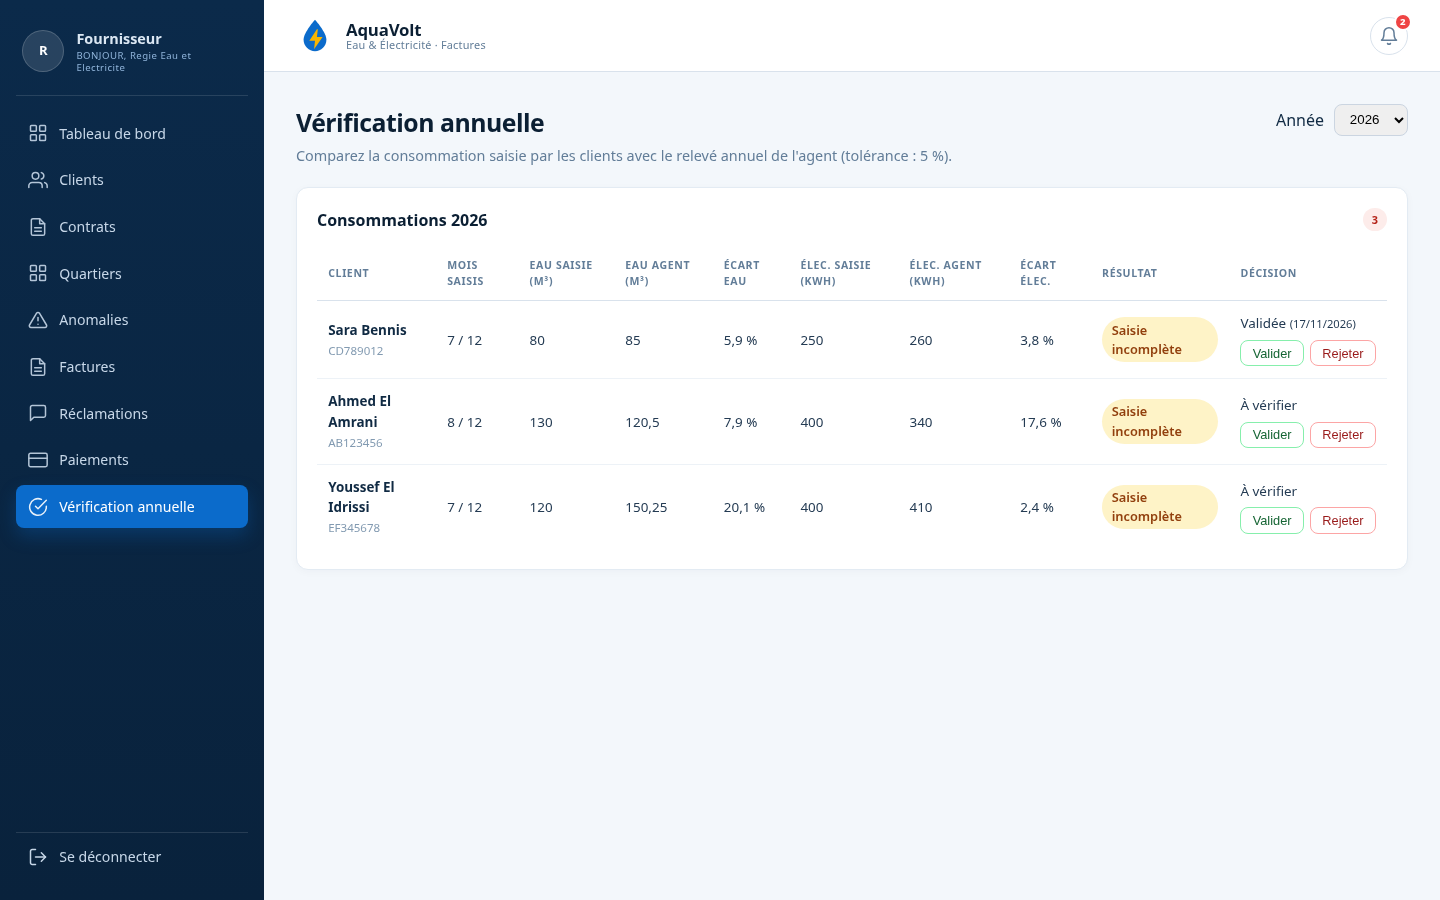 R
Fournisseur
BONJOUR, Regie Eau et
Electricite
Tableau de bord
Clients
Contrats
Quartiers
Anomalies
Factures
Réclamations
Paiements
Vérification annuelle
Se déconnecter
AquaVolt
Eau & Électricité · Factures
2
Vérification annuelle
Année 2026
Comparez la consommation saisie par les clients avec le relevé annuel de l'agent (tolérance : 5 %).
Consommations 2026
3
CLIENT
MOIS
SAISIS
EAU SAISIE
(M³)
EAU AGENT
(M³)
ÉCART
EAU
ÉLEC. SAISIE
(KWH)
ÉLEC. AGENT
(KWH)
ÉCART
ÉLEC.
RÉSULTAT
DÉCISION
Sara Bennis
CD789012
7 / 12
80
85
5,9 %
250
260
3,8 %
Saisie
incomplète
Validée (17/11/2026)
Valider
Rejeter
Ahmed El
Amrani
AB123456
8 / 12
130
120,5
7,9 %
400
340
17,6 %
Saisie
incomplète
À vérifier
Valider
Rejeter
Youssef El
Idrissi
EF345678
7 / 12
120
150,25
20,1 %
400
410
2,4 %
Saisie
incomplète
À vérifier
Valider
Rejeter